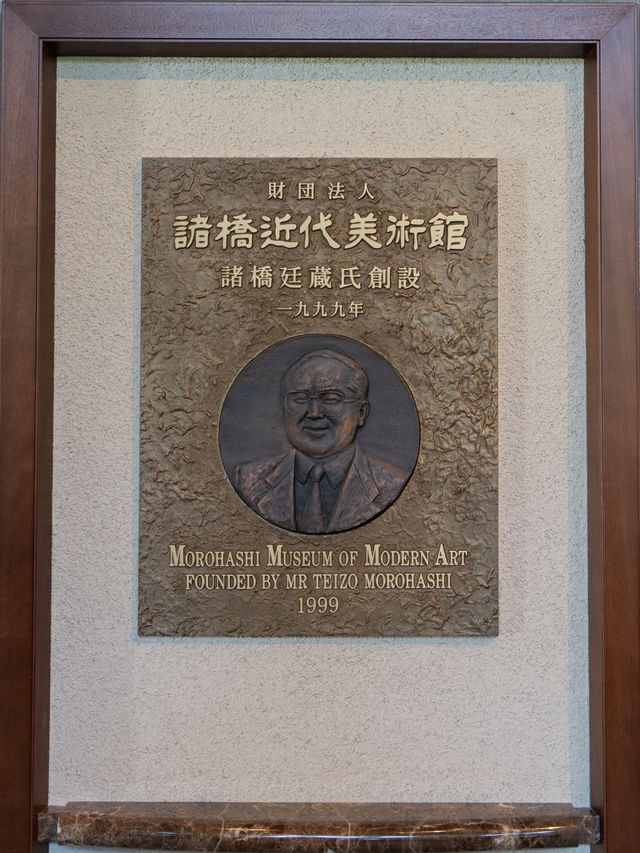 財団法人
諸橋近代美術館
諸橋廷蔵氏創設
一九九九年
MOROHASHI MUSEUM OF MODERN ART
FOUNDED BY MR TEIZO MOROHASHI
1999